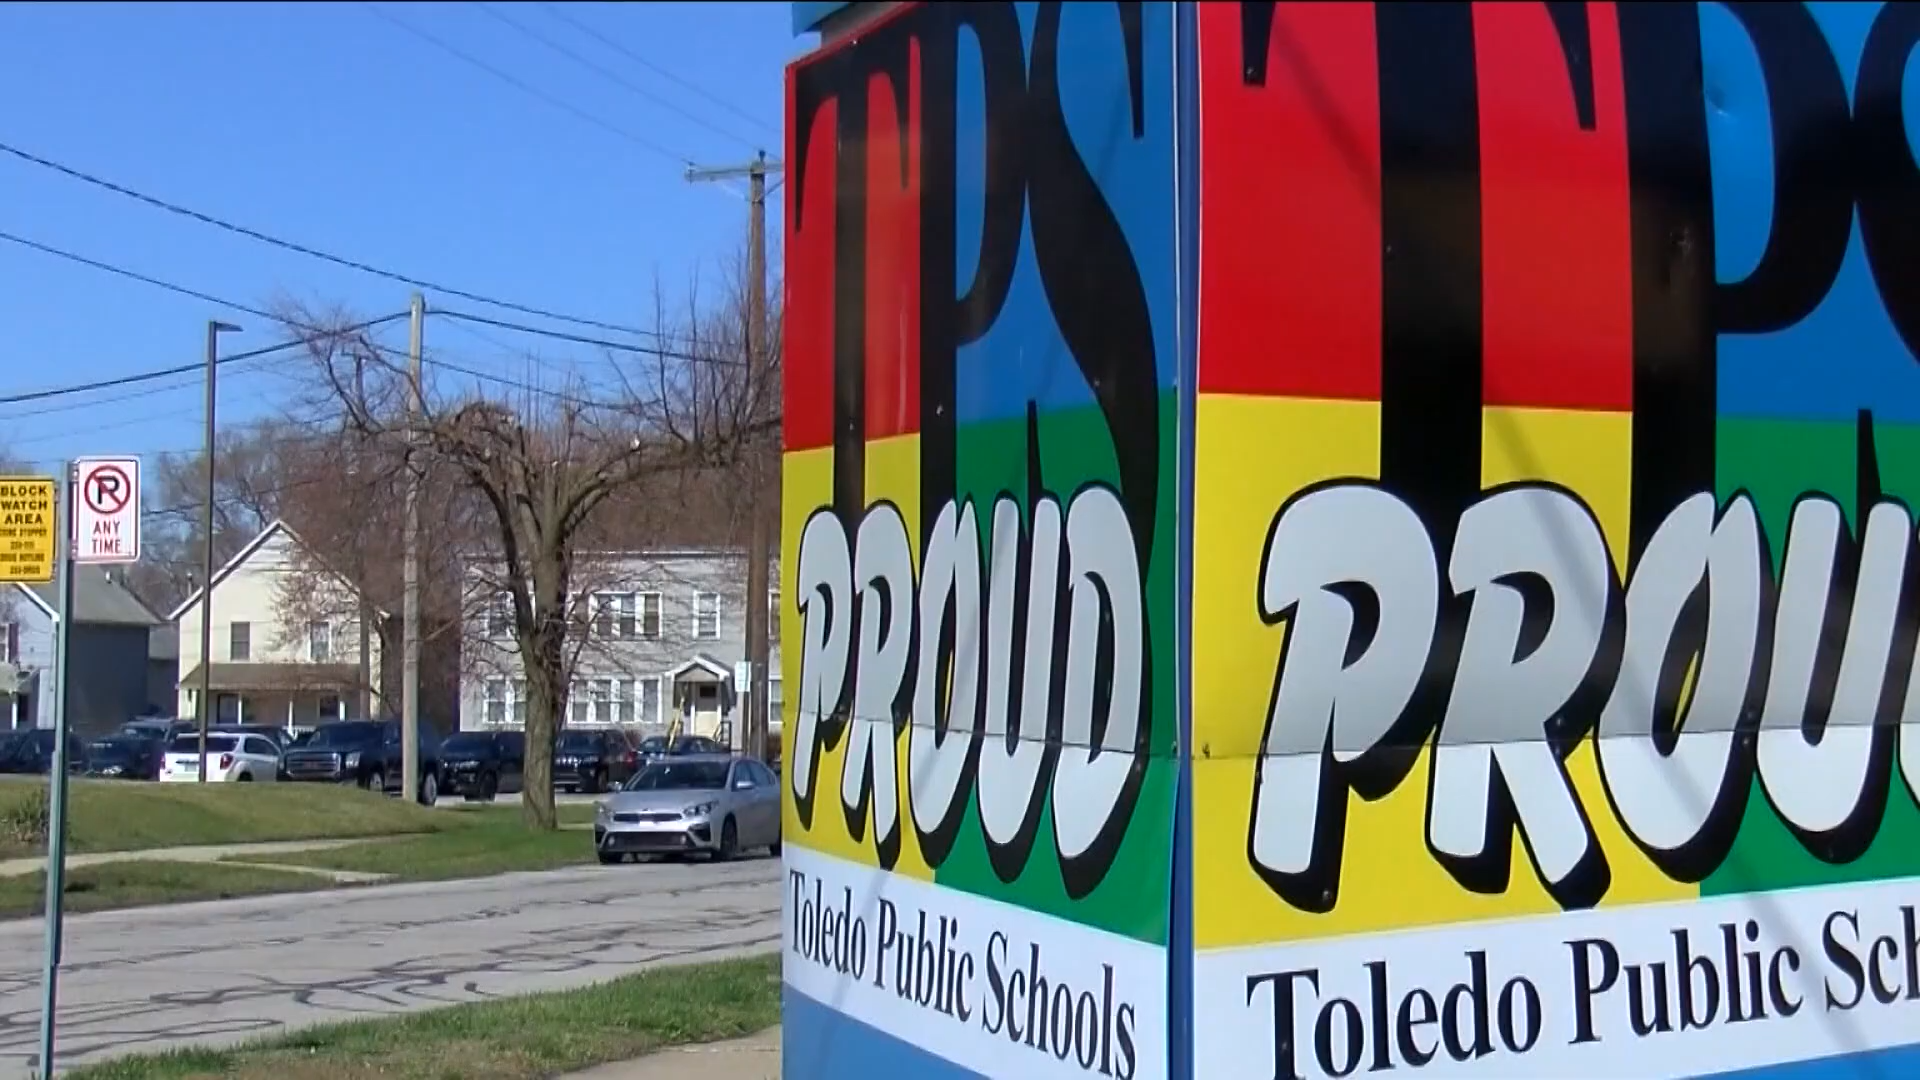 BLOCK
WATCH
AREA
P
ANY
TIME
TPS
PROUD
Toledo Public Schools
TPS
PROU
Toledo Public Sch